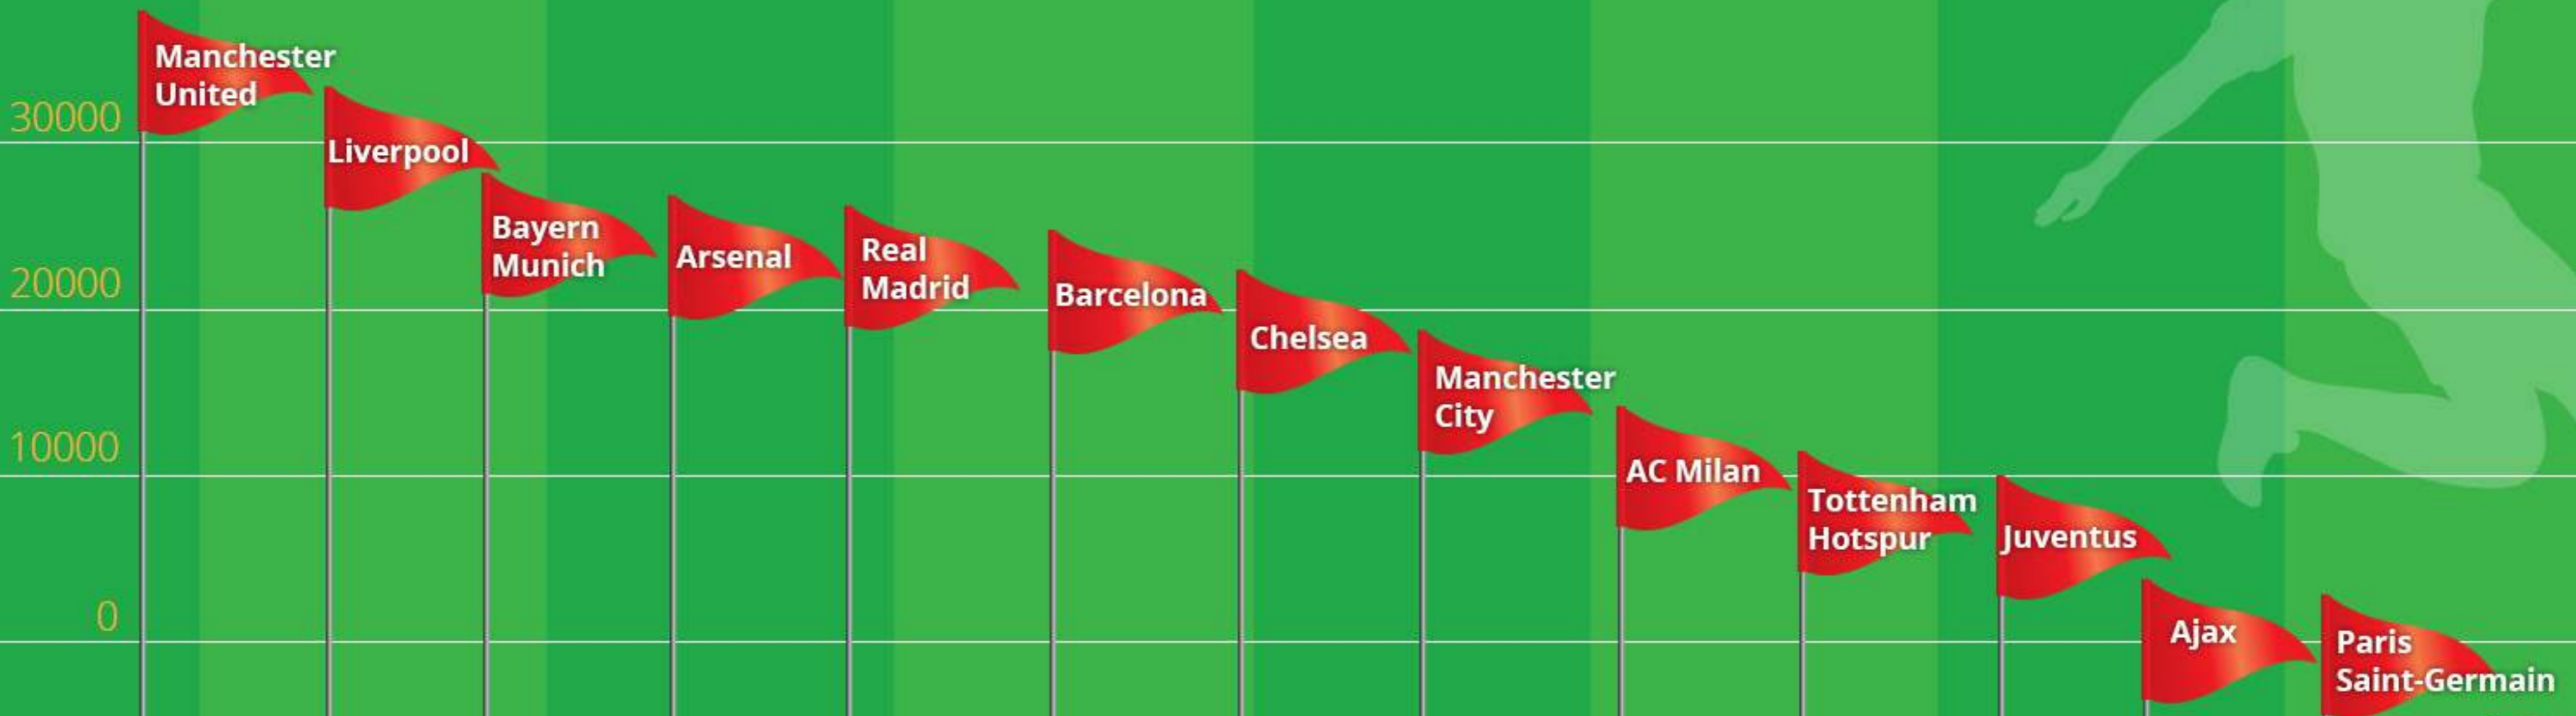 Manchester
United
30000
Liverpool
Bayern
Munich
Arsenal
Real
Madrid
20000
Barcelona
Chelsea
Manchester
City
10000
AC Milan
Tottenham
Hotspur
Juventus
0
Ajax
Paris
Saint-Germain